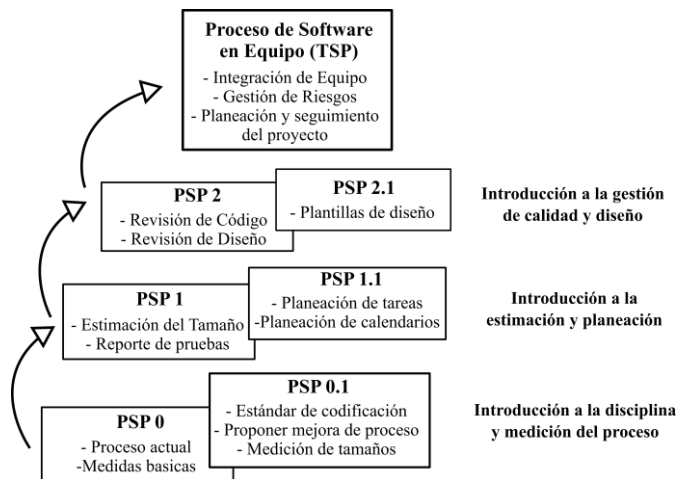 Proceso de Software
en Equipo (TSP)
- Integración de Equipo
- Gestión de Riesgos
- Planeación y seguimiento
del proyecto
PSP 2
- Revisión de Código
- Revisión de Diseño
PSP 2.1
- Plantillas de diseño
Introducción a la gestión
de calidad y diseño
PSP 1
- Estimación del Tamaño
- Reporte de pruebas
PSP 1.1
- Planeación de tareas
-Planeación de calendarios
Introducción a la
estimación y planeación
PSP 0
- Proceso actual
-Medidas basicas
PSP 0.1
- Estándar de codificación
- Proponer mejora de proceso
- Medición de tamaños
Introducción a la disciplina
y medición del proceso